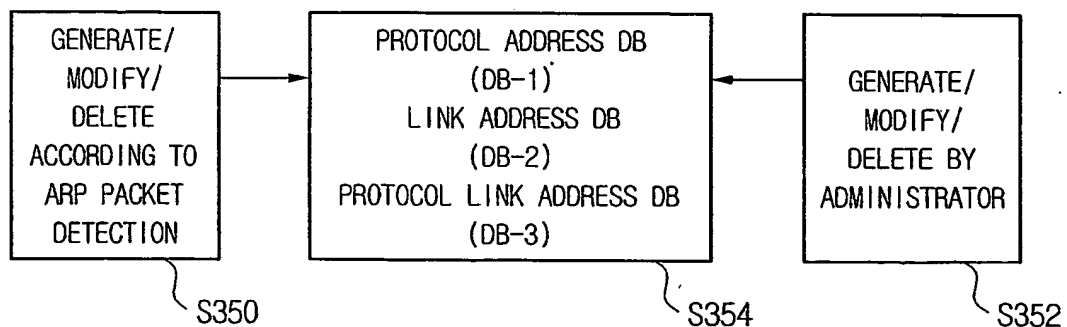 GENERATE/
MODIFY/
DELETE
ACCORDING TO
ARP PACKET
DETECTION
S350
PROTOCOL ADDRESS DB
(DB-1)
LINK ADDRESS DB
(DB-2)
PROTOCOL LINK ADDRESS DB
(DB-3)
S354
GENERATE/
MODIFY/
DELETE BY
ADMINISTRATOR
S352